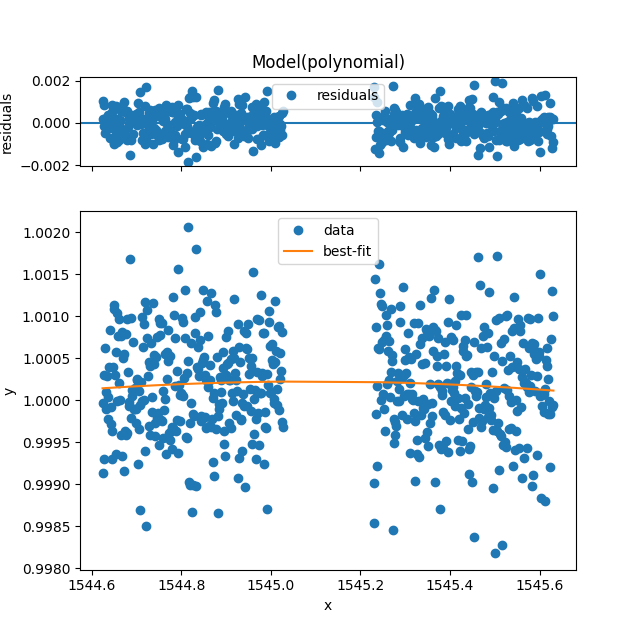 Model(polynomial)
0.002
0.000
−0.002
residuals
residuals
1.0020
1.0015
1.0010
1.0005
1.0000
0.9995
0.9990
0.9985
0.9980
y
data
best-fit
1544.6
1544.8
1545.0
1545.2
1545.4
1545.6
x